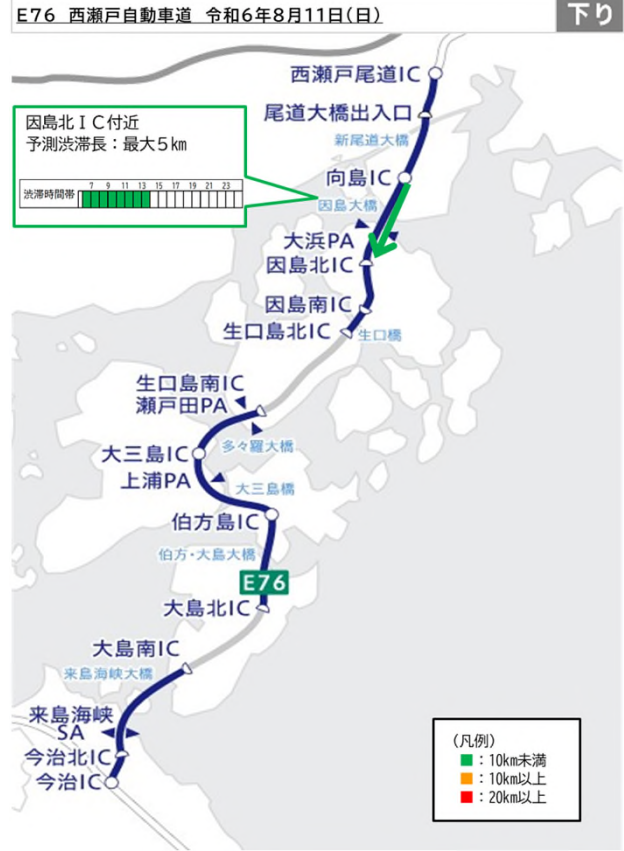 E76 西瀬戸自動車道 令和6年8月11日(日)
下り
西瀬戸尾道IC
尾道大橋出入口
新尾道大橋
因島北IC付近
予測渋滞長：最大5km
渋滞時間帯
7 9 11 13 15 17 19 21 23
向島IC
因島大橋
大浜PA
因島北IC
因島南IC
生口島北IC
生口橋
生口島南IC
瀬戸田PA
多々羅大橋
大三島IC
上浦PA
大三島橋
伯方島IC
伯方・大島大橋
E76
大島北IC
大島南IC
来島海峡大橋
来島海峡
SA
今治北IC
今治IC
(凡例)
■：10km未満
■：10km以上
■：20km以上